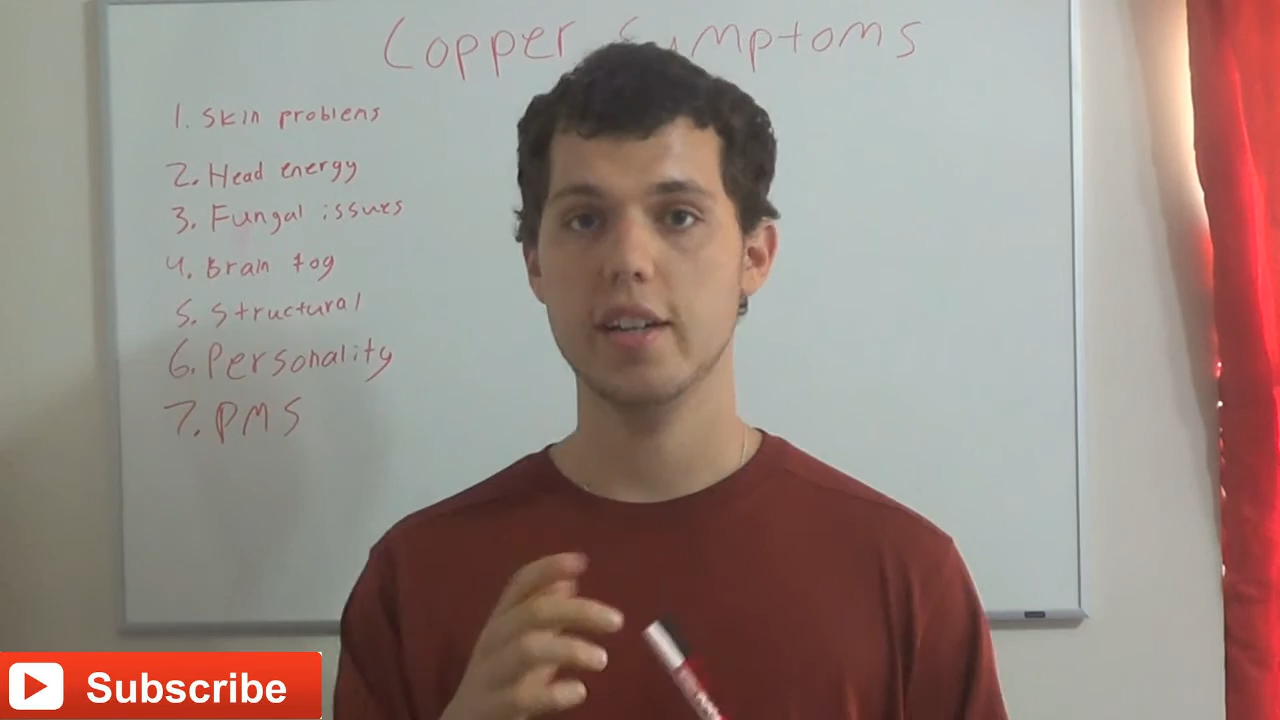 Copper Symptoms
1. Skin problems
2. Head energy
3. Fungal issues
4. Brain fog
5. Structural
6. Personality
7. PMS
Subscribe